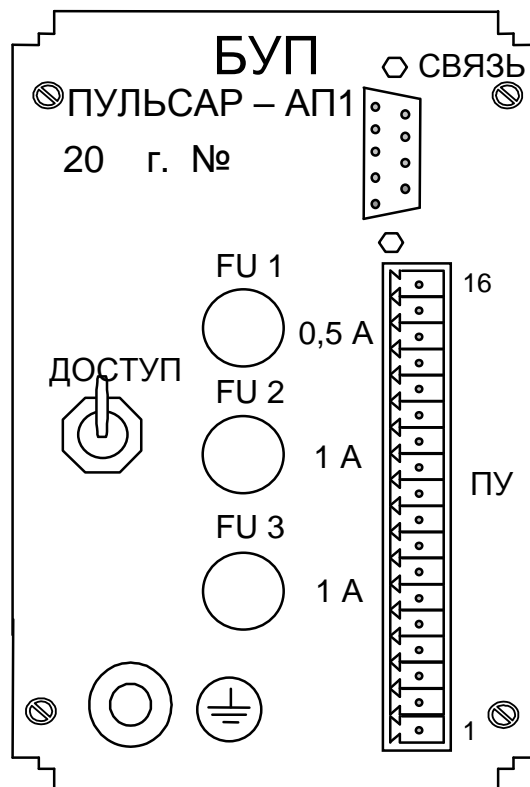 БУП
СВЯЗЬ
ПУЛЬСАР – АП1
20 г. №
FU 1
16
0,5 А
ДОСТУП
FU 2
1 А
ПУ
FU 3
1 А
1